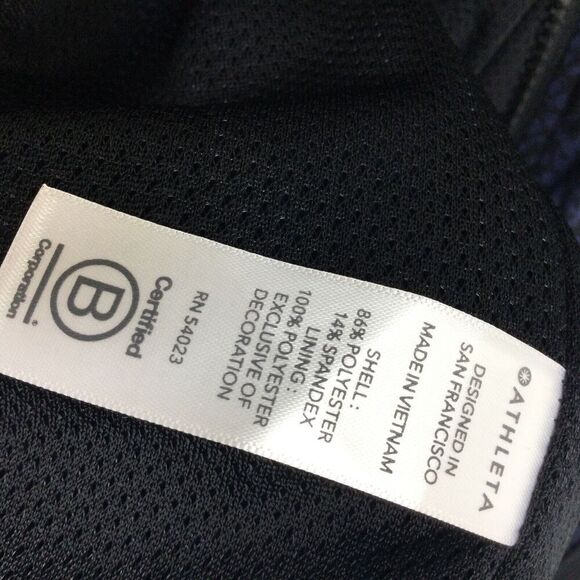 ATHLETA
DESIGNED IN
SAN FRANCISCO
MADE IN VIETNAM
SHELL :
86% POLYESTER
14% SPANDEX
LINING :
100% POLYESTER
EXCLUSIVE OF
DECORATION
RN 54023
Certified
B
Corporation